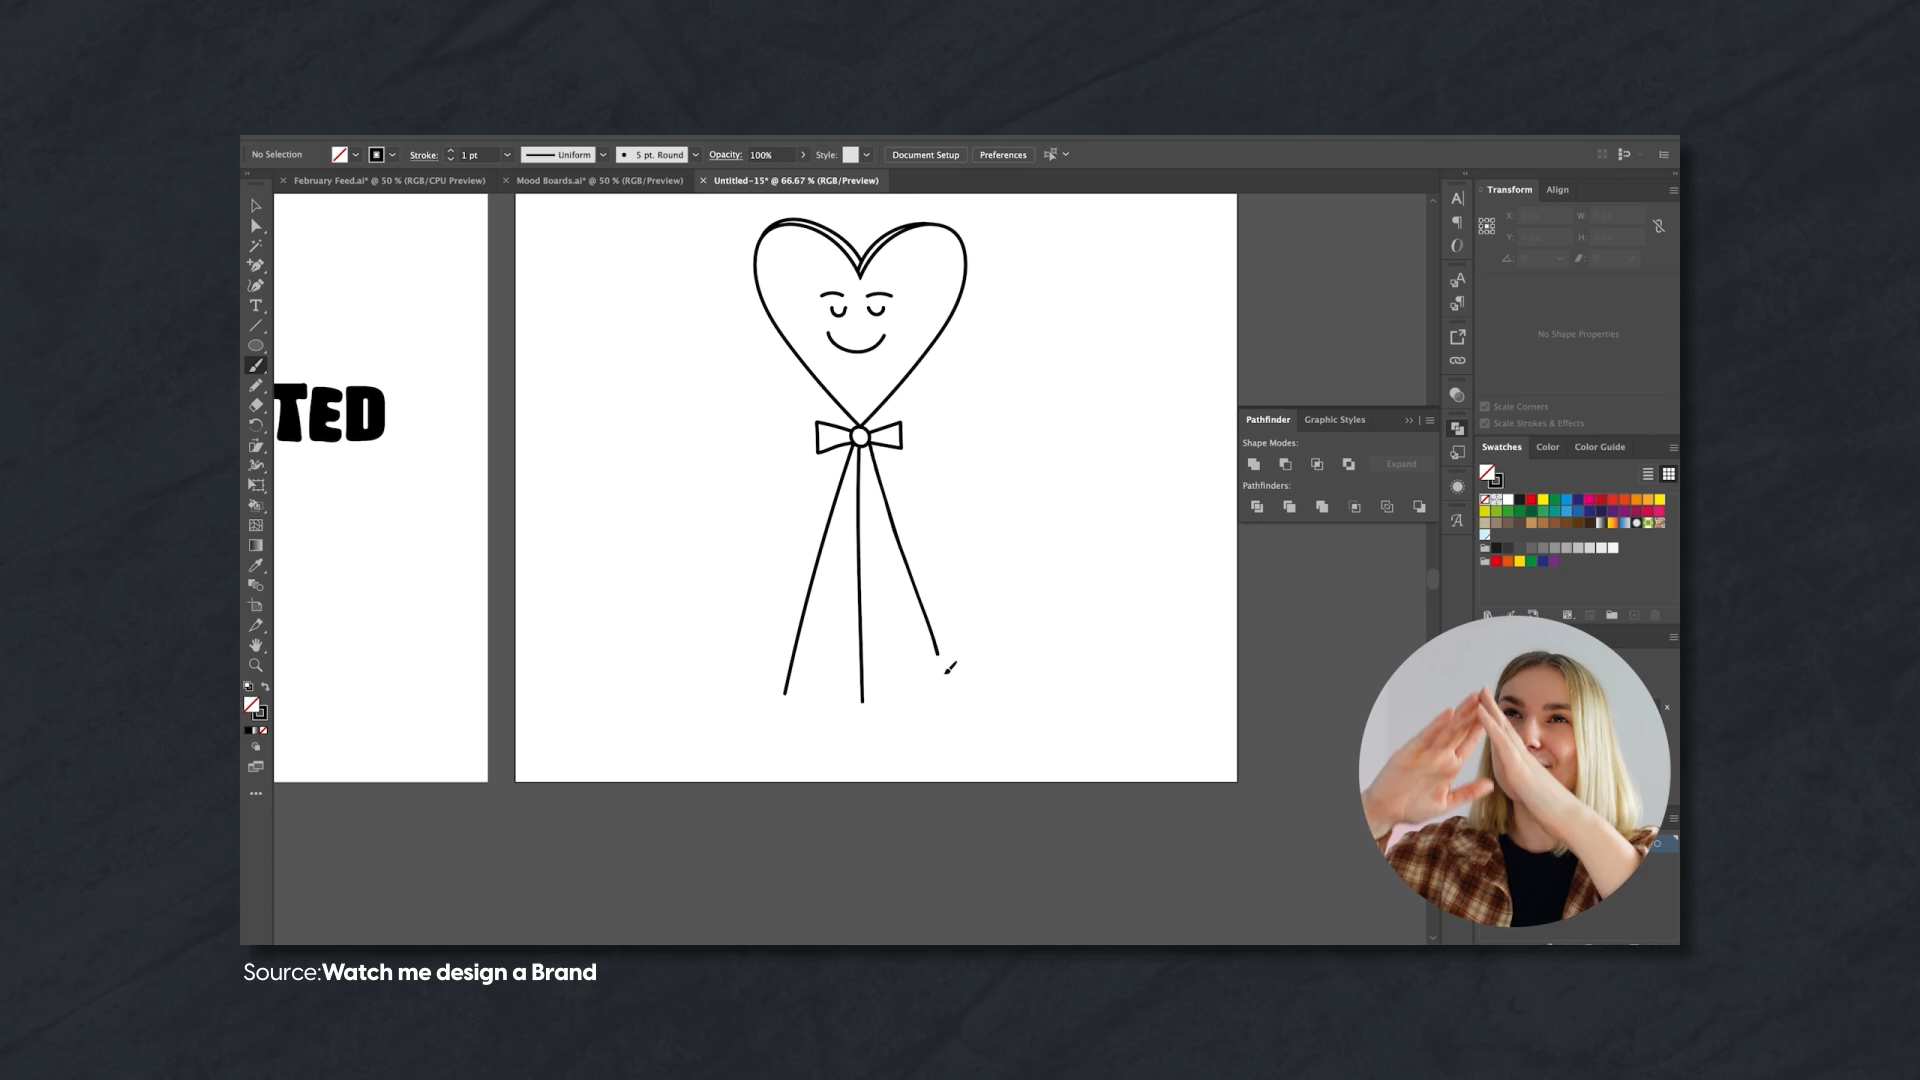 No Selection Stroke: 1 pt Uniform 5 pt. Round Opacity: 100% Style: Document Setup Preferences
February Feed.ai* @ 50 % (RGB/CPU Preview) Mood Boards.ai* @ 50 % (RGB/Preview) Untitled-15* @ 66.67 % (RGB/Preview)
Transform Align
X: W:
Y: H:
No Shape Properties
TED
Scale Corners
Scale Strokes & Effects
Pathfinder Graphic Styles
Shape Modes:
Expand
Pathfinders:
Swatches Color Color Guide
Source:Watch me design a Brand